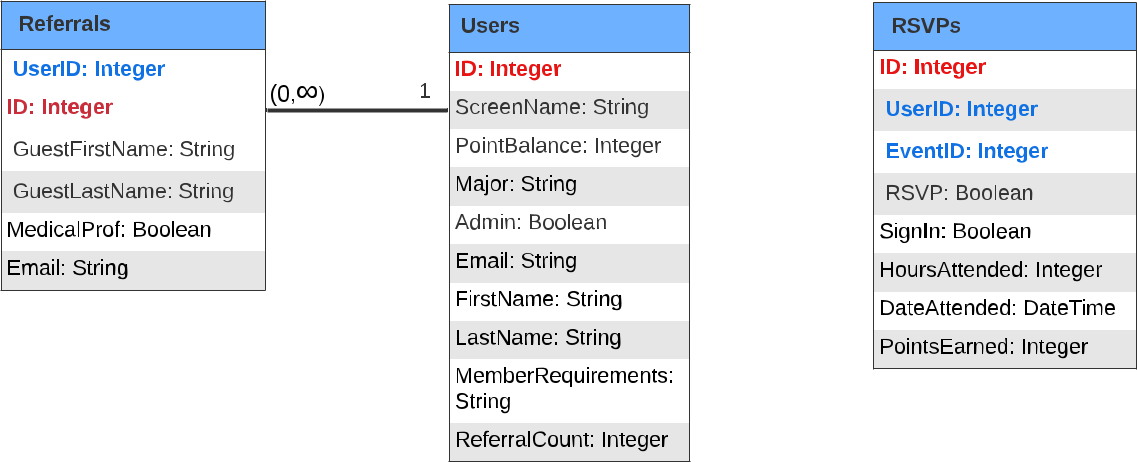 Referrals
UserID: Integer
ID: Integer
GuestFirstName: String
GuestLastName: String
MedicalProf: Boolean
Email: String
(0,∞)
1
Users
ID: Integer
ScreenName: String
PointBalance: Integer
Major: String
Admin: Boolean
Email: String
FirstName: String
LastName: String
MemberRequirements:
String
ReferralCount: Integer
RSVPs
ID: Integer
UserID: Integer
EventID: Integer
RSVP: Boolean
SignIn: Boolean
HoursAttended: Integer
DateAttended: DateTime
PointsEarned: Integer